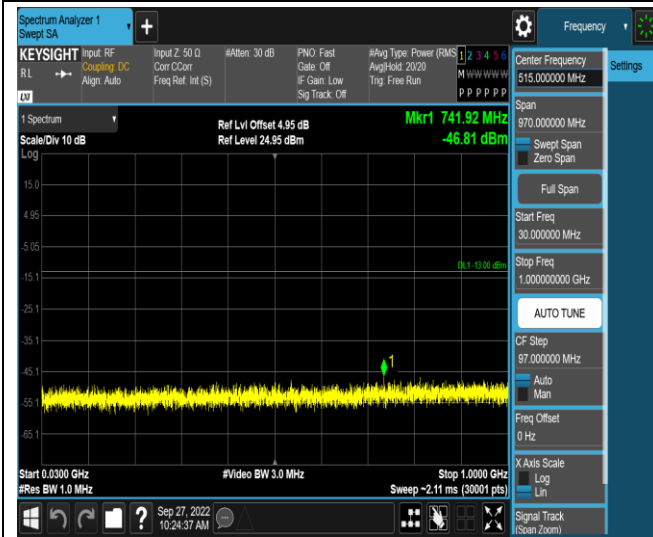 Spectrum Analyzer 1
Swept SA
+
Frequency
KEYSIGHT
RL
LXI
Input: RF
Coupling: DC
Align: Auto
Input Z: 50 Ω
Corr CCorr
Freq Ref: Int (S)
#Atten: 30 dB
PNO: Fast
Gate: Off
IF Gain: Low
Sig Track: Off
#Avg Type: Power (RMS
Avg|Hold: 20/20
Trig: Free Run
1 2 3 4 5 6
M W W W W W
P P P P P P
1 Spectrum
Scale/Div 10 dB
Log
Ref Lvl Offset 4.95 dB
Ref Level 24.95 dBm
Mkr1 741.92 MHz
-46.81 dBm
15.0
4.95
-5.05
-15.1
-25.1
-35.1
-45.1
-55.1
-65.1
DL1 -13.00 dBm
1
Start 0.0300 GHz
#Res BW 1.0 MHz
#Video BW 3.0 MHz
Stop 1.0000 GHz
Sweep ~2.11 ms (30001 pts)
?
Sep 27, 2022
10:24:37 AM
Center Frequency
515.000000 MHz
Span
970.000000 MHz
Swept Span
Zero Span
Full Span
Start Freq
30.000000 MHz
Stop Freq
1.000000000 GHz
AUTO TUNE
CF Step
97.000000 MHz
Auto
Man
Freq Offset
0 Hz
X Axis Scale
Log
Lin
Signal Track
(Span Zoom)
Settings